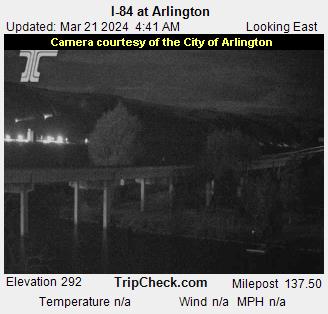 I-84 at Arlington
Updated: Mar 21 2024 4:41 AM Looking East
Camera courtesy of the City of Arlington
Elevation 292 TripCheck.com Milepost 137.50
Temperature n/a Wind n/a MPH n/a